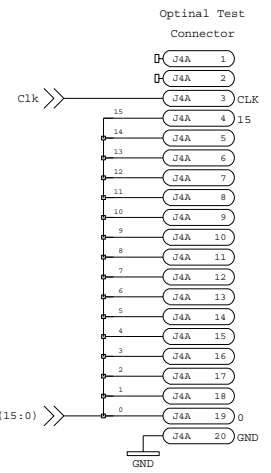 Optinal Test
Connector
J4A 1
J4A 2
Clk J4A 3 CLK
15 J4A 4 15
14 J4A 5
13 J4A 6
12 J4A 7
11 J4A 8
10 J4A 9
9 J4A 10
8 J4A 11
7 J4A 12
6 J4A 13
5 J4A 14
4 J4A 15
3 J4A 16
2 J4A 17
1 J4A 18
(15:0) 0 J4A 19 0
J4A 20 GND
GND